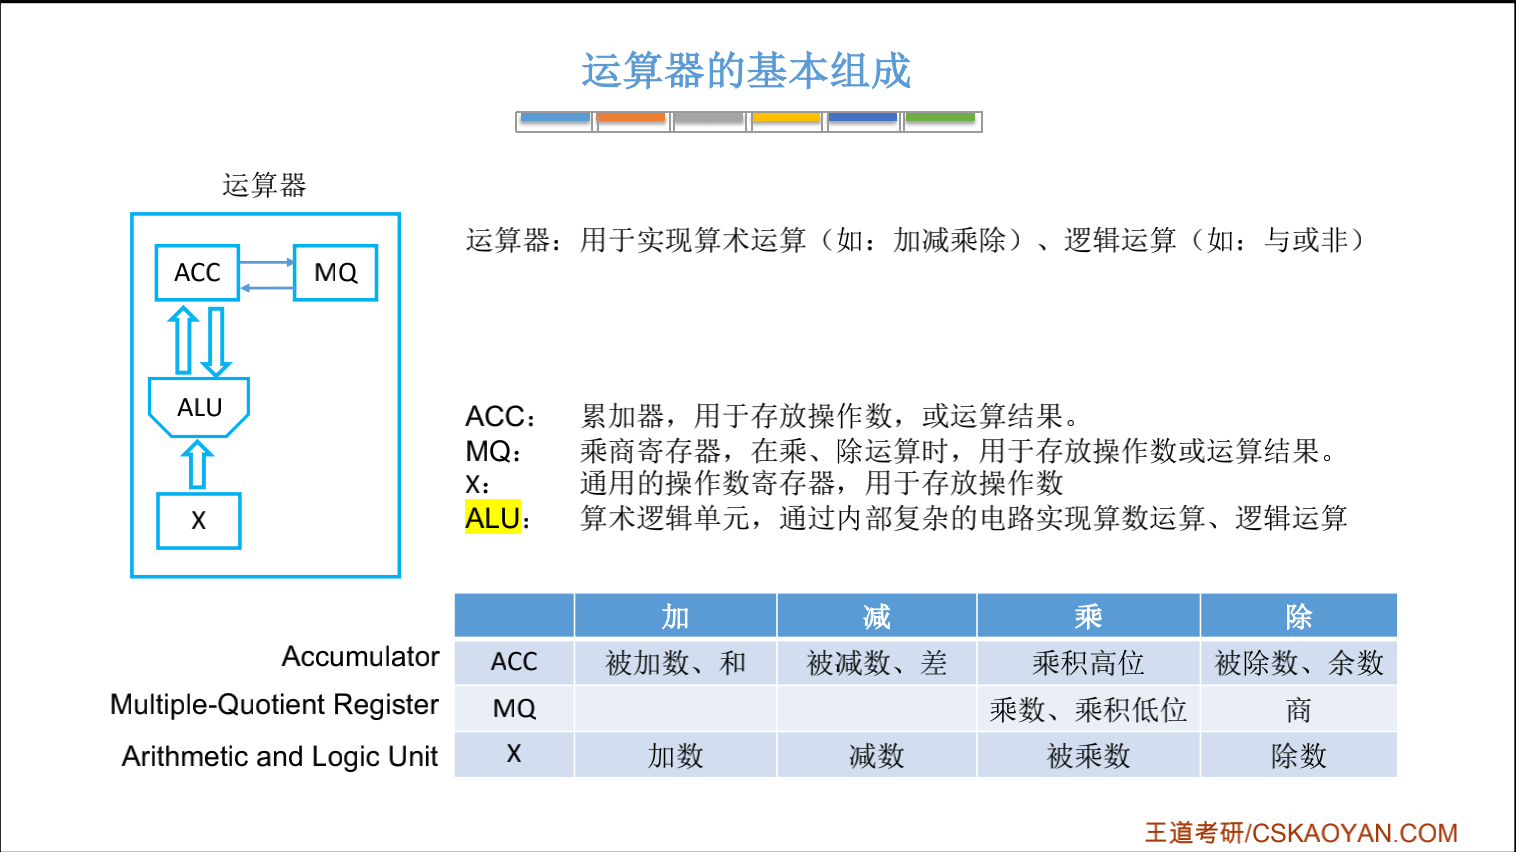 运算器的基本组成
运算器
ACC
MQ
ALU
X
运算器：用于实现算术运算（如：加减乘除）、逻辑运算（如：与或非）
ACC： 累加器，用于存放操作数，或运算结果。
MQ： 乘商寄存器，在乘、除运算时，用于存放操作数或运算结果。
X： 通用的操作数寄存器，用于存放操作数
ALU： 算术逻辑单元，通过内部复杂的电路实现算数运算、逻辑运算
加 减 乘 除
Accumulator ACC 被加数、和 被减数、差 乘积高位 被除数、余数
Multiple-Quotient Register MQ 乘数、乘积低位 商
Arithmetic and Logic Unit X 加数 减数 被乘数 除数
王道考研/CSKAOYAN.COM